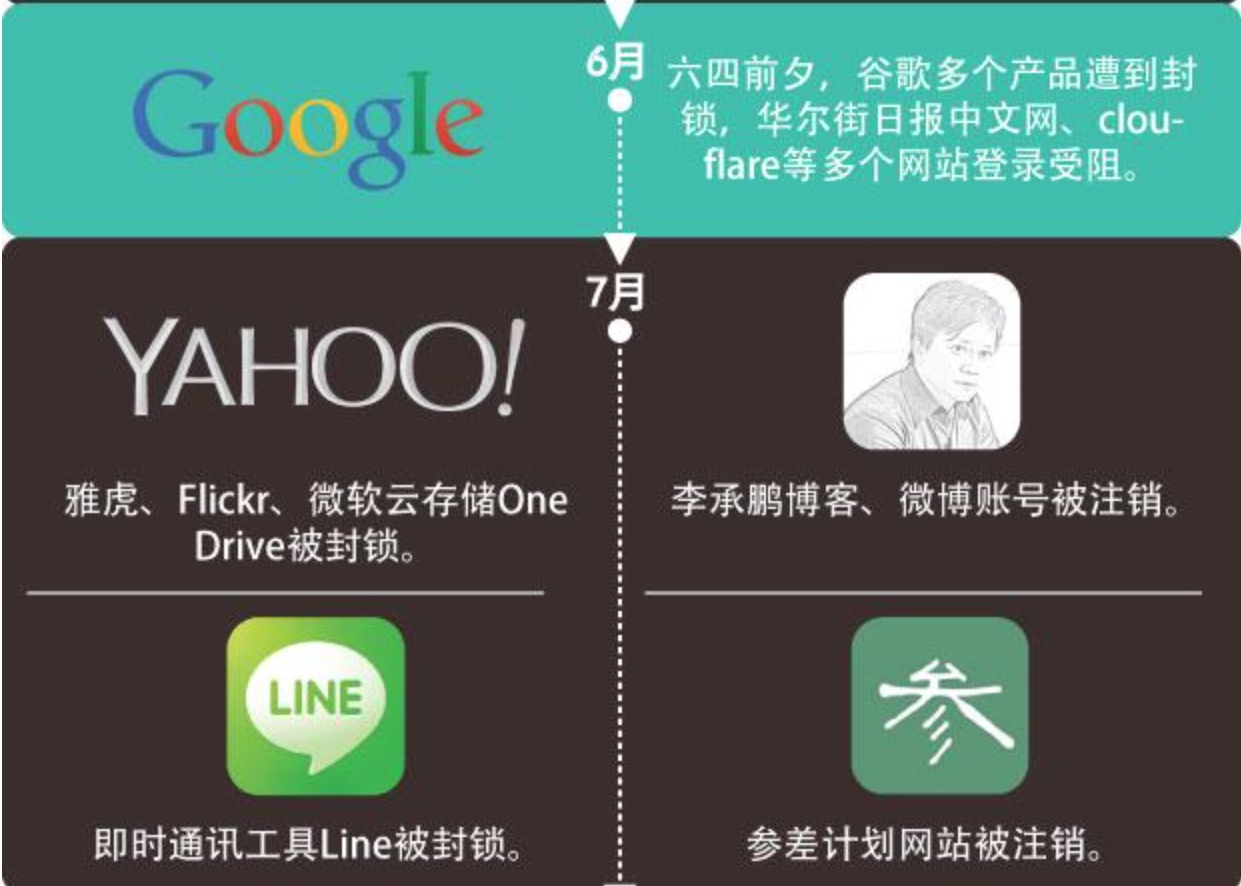 Google
6月
六四前夕，谷歌多个产品遭到封
锁，华尔街日报中文网、clou-
flare等多个网站登录受阻。
7月
YAHOO!
雅虎、Flickr、微软云存储One
Drive被封锁。
李承鹏博客、微博账号被注销。
LINE
即时通讯工具Line被封锁。
参
参差计划网站被注销。